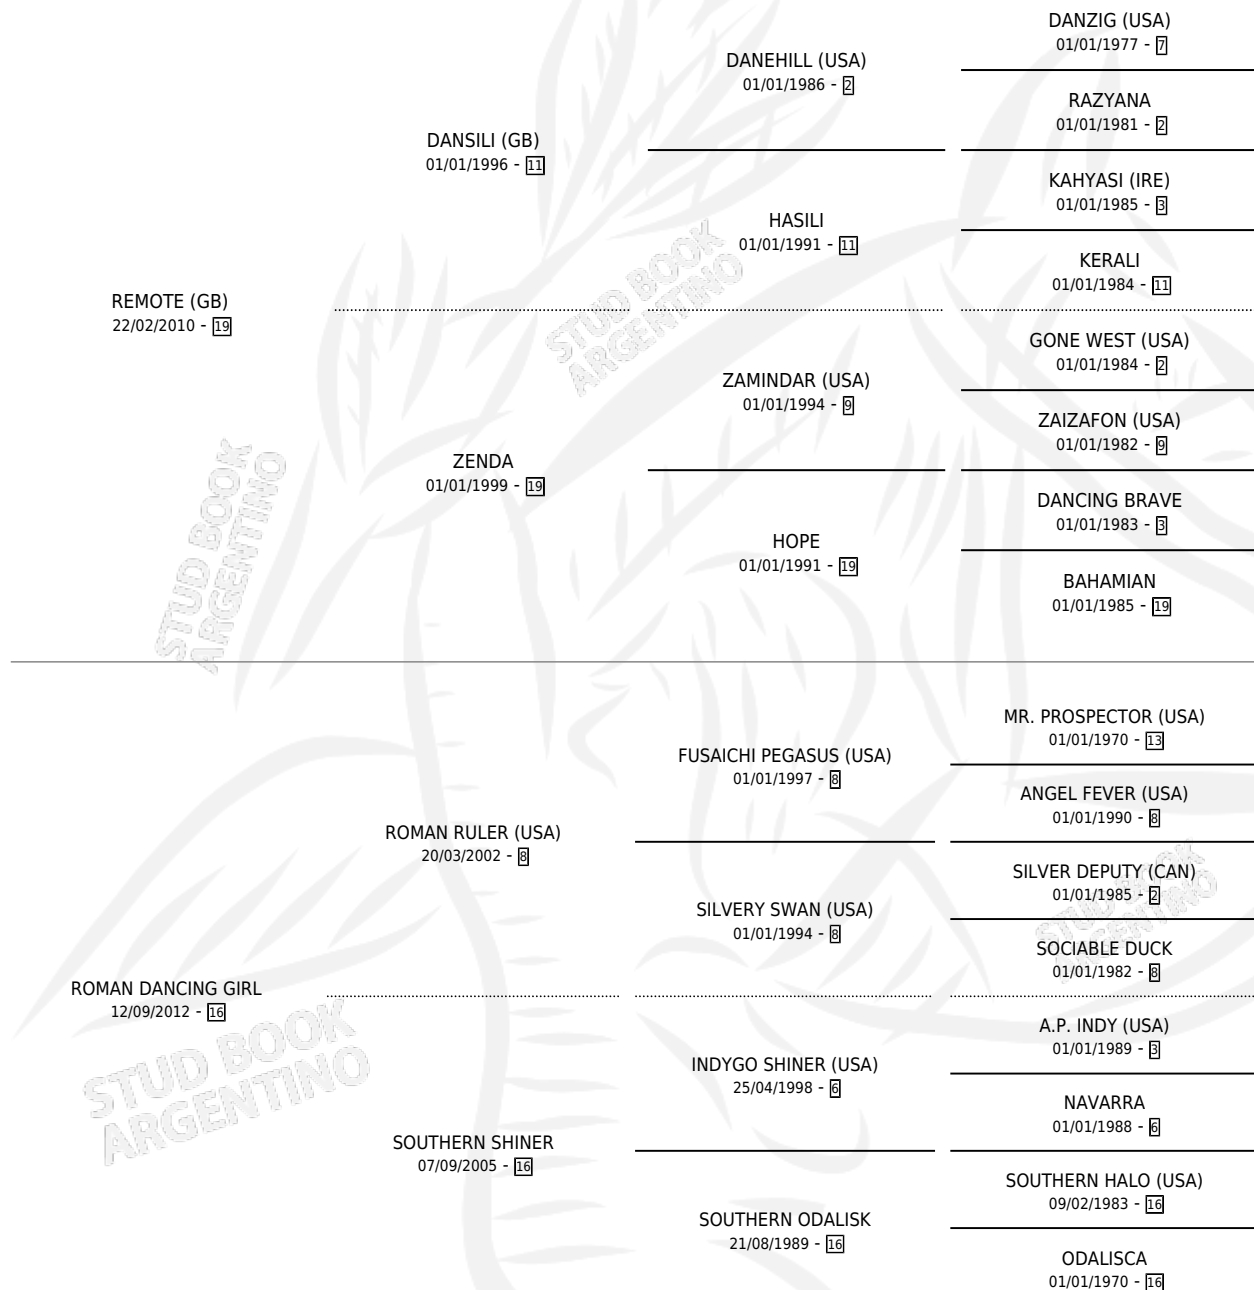 DANZIG (USA)
01/01/1977 - 7
DANEHILL (USA)
01/01/1986 - 2
RAZYANA
01/01/1981 - 2
DANSILI (GB)
01/01/1996 - 11
KAHYASI (IRE)
01/01/1985 - 3
HASILI
01/01/1991 - 11
KERALI
01/01/1984 - 11
REMOTE (GB)
22/02/2010 - 19
GONE WEST (USA)
01/01/1984 - 2
ZAMINDAR (USA)
01/01/1994 - 9
ZAIZAFON (USA)
01/01/1982 - 9
ZENDA
01/01/1999 - 19
DANCING BRAVE
01/01/1983 - 3
HOPE
01/01/1991 - 19
BAHAMIAN
01/01/1985 - 19
STUD BOOK
ARGENTINO
STUD BOOK
ARGENTINO
MR. PROSPECTOR (USA)
01/01/1970 - 13
FUSAICHI PEGASUS (USA)
01/01/1997 - 8
ANGEL FEVER (USA)
01/01/1990 - 8
ROMAN RULER (USA)
20/03/2002 - 8
SILVER DEPUTY (CAN)
01/01/1985 - 2
SILVERY SWAN (USA)
01/01/1994 - 8
SOCIABLE DUCK
01/01/1982 - 8
ROMAN DANCING GIRL
12/09/2012 - 16
A.P. INDY (USA)
01/01/1989 - 3
INDYGO SHINER (USA)
25/04/1998 - 6
NAVARRA
01/01/1988 - 6
SOUTHERN SHINER
07/09/2005 - 16
SOUTHERN HALO (USA)
09/02/1983 - 16
SOUTHERN ODALISK
21/08/1989 - 16
ODALISCA
01/01/1970 - 16
STUD BOOK
ARGENTINO
STUD BOOK
ARGENTINO